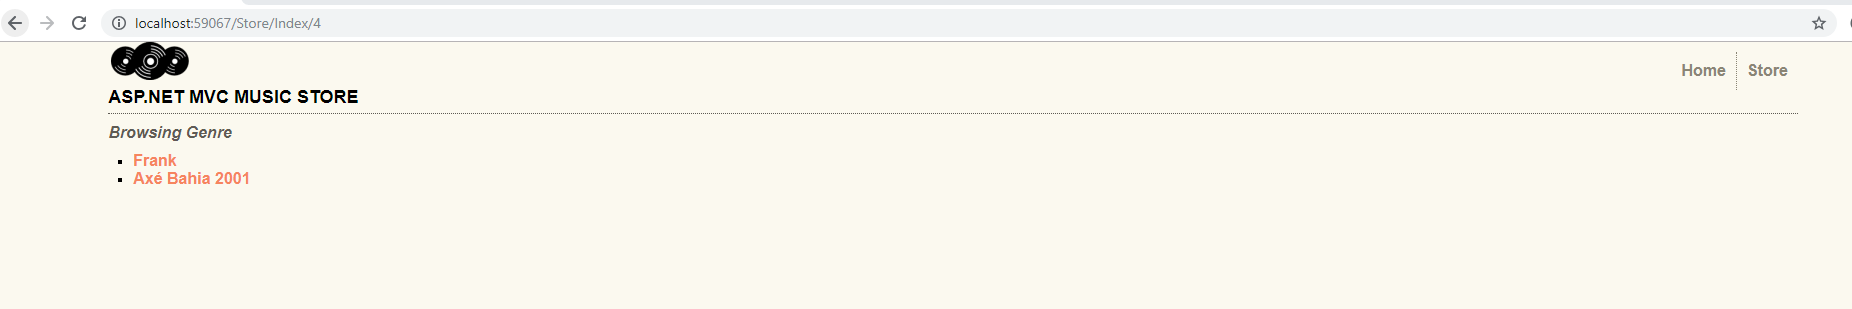 localhost:59067/Store/Index/4
Home
Store
ASP.NET MVC MUSIC STORE
Browsing Genre
Frank
Axé Bahia 2001